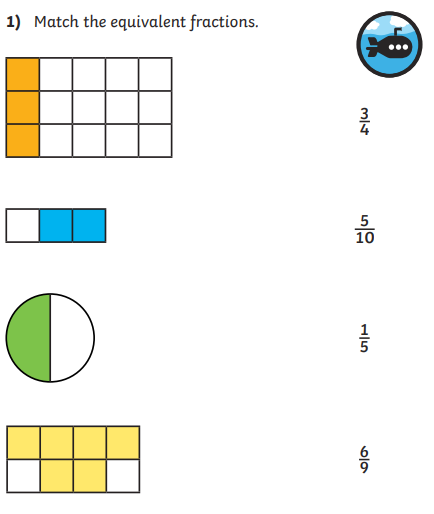 1) Match the equivalent fractions.
3/4
5/10
1/5
6/9